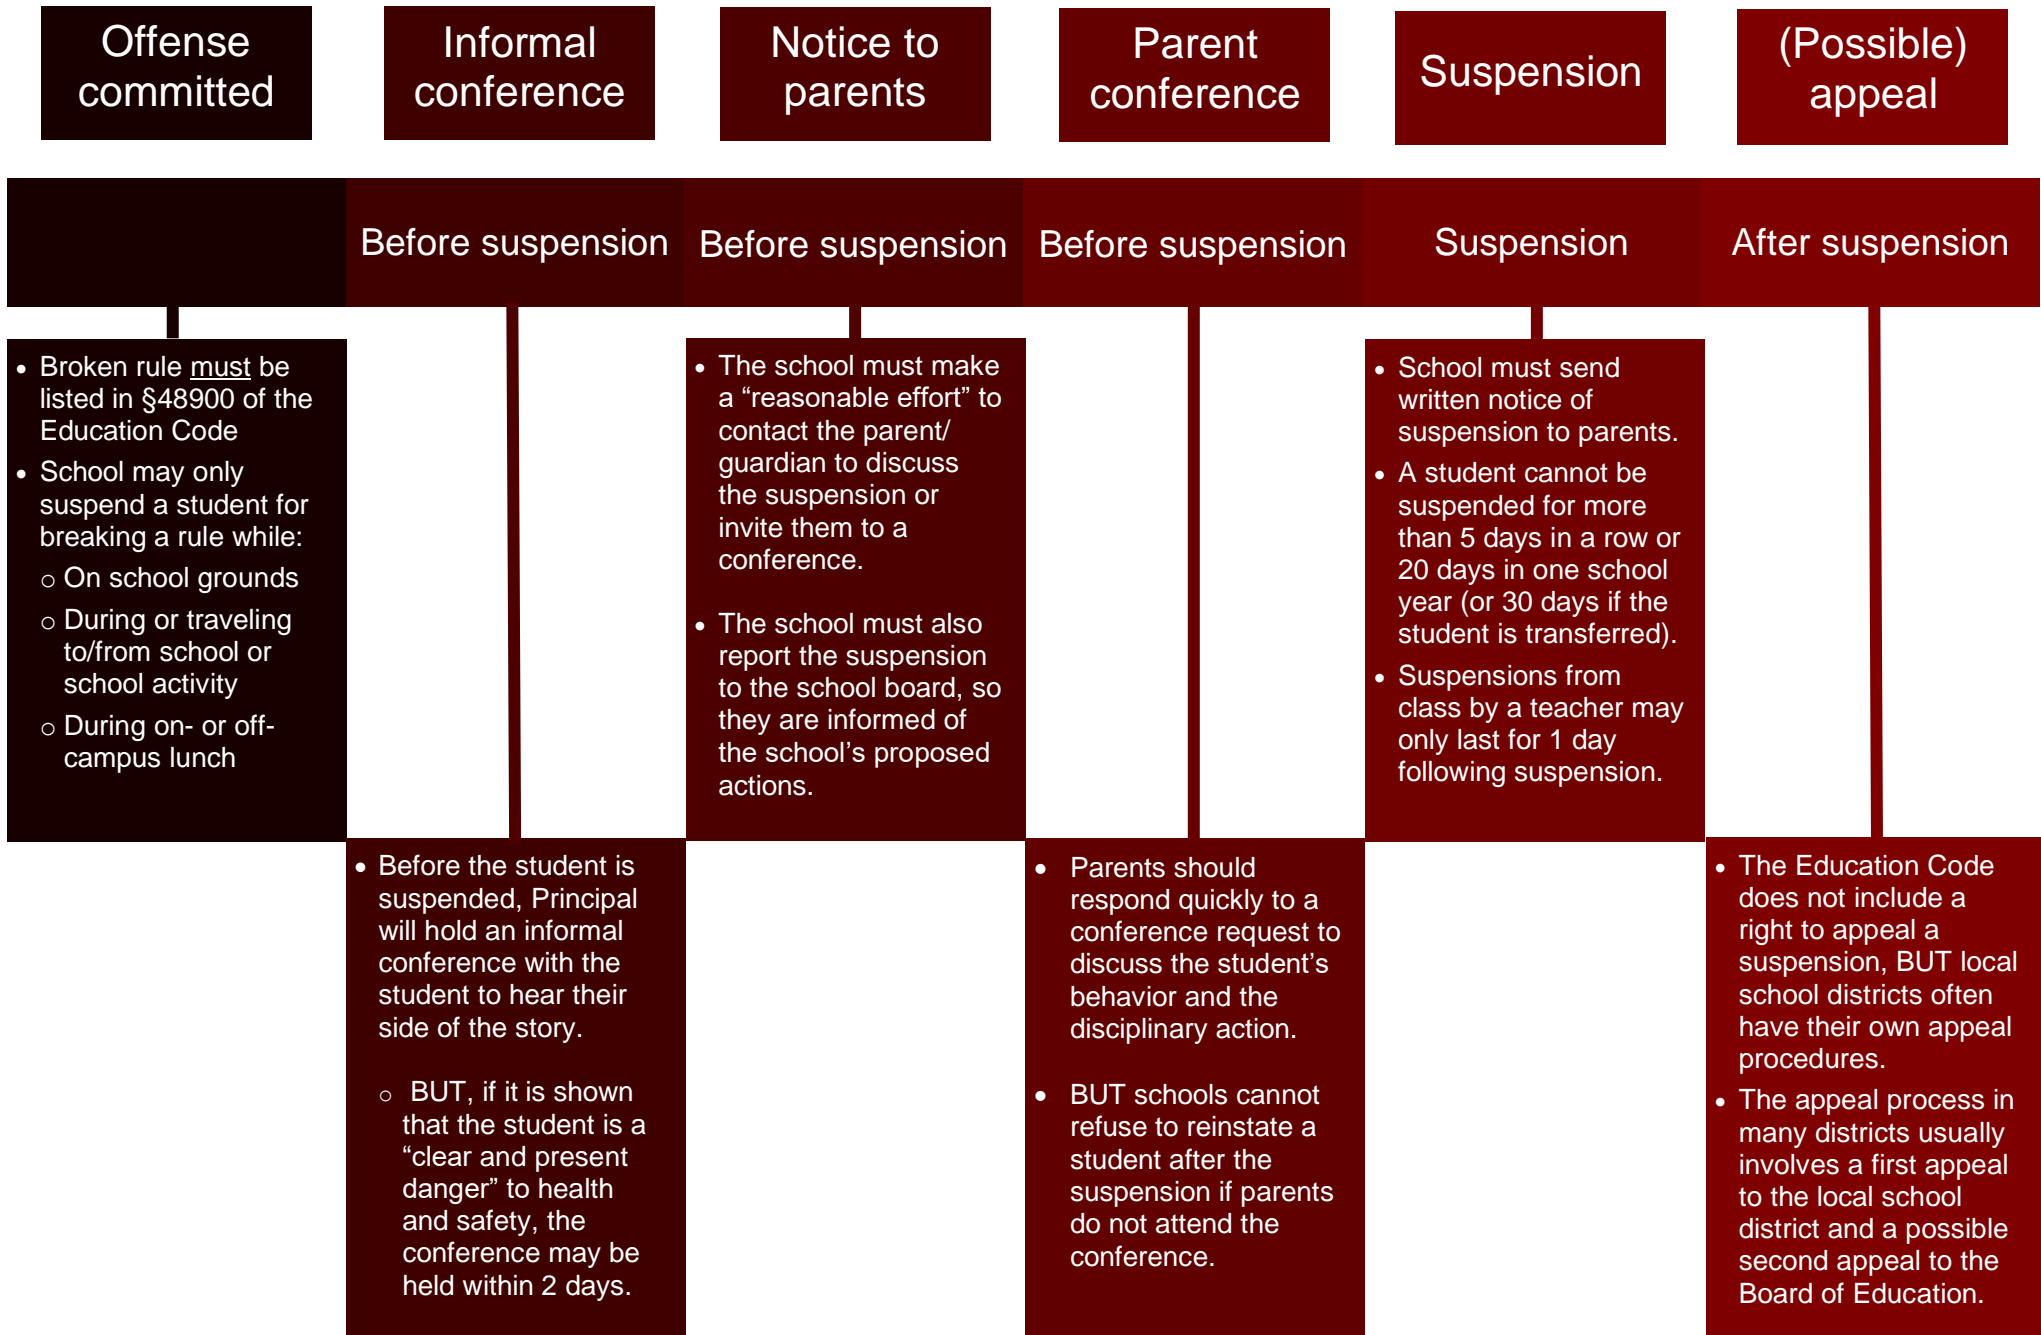 Offense
committed
Informal
conference
Notice to
parents
Parent
conference
Suspension
(Possible)
appeal
Before suspension
Before suspension
Before suspension
Suspension
After suspension
• Broken rule must be
listed in §48900 of the
Education Code
• School may only
suspend a student for
breaking a rule while:
o On school grounds
o During or traveling
to/from school or
school activity
o During on- or off-
campus lunch
• Before the student is
suspended, Principal
will hold an informal
conference with the
student to hear their
side of the story.
o BUT, if it is shown
that the student is a
“clear and present
danger” to health
and safety, the
conference may be
held within 2 days.
• The school must make
a “reasonable effort” to
contact the parent/
guardian to discuss
the suspension or
invite them to a
conference.
• The school must also
report the suspension
to the school board, so
they are informed of
the school’s proposed
actions.
• Parents should
respond quickly to a
conference request to
discuss the student’s
behavior and the
disciplinary action.
• BUT schools cannot
refuse to reinstate a
student after the
suspension if parents
do not attend the
conference.
• School must send
written notice of
suspension to parents.
• A student cannot be
suspended for more
than 5 days in a row or
20 days in one school
year (or 30 days if the
student is transferred).
• Suspensions from
class by a teacher may
only last for 1 day
following suspension.
• The Education Code
does not include a
right to appeal a
suspension, BUT local
school districts often
have their own appeal
procedures.
• The appeal process in
many districts usually
involves a first appeal
to the local school
district and a possible
second appeal to the
Board of Education.